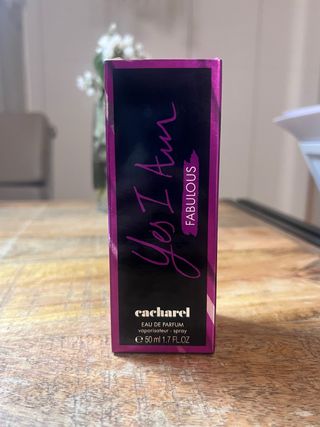 Yes I Am
FABULOUS
cacharel
EAU DE PARFUM
vaporisateur - spray
℮ 50 ml 1.7 FL.OZ